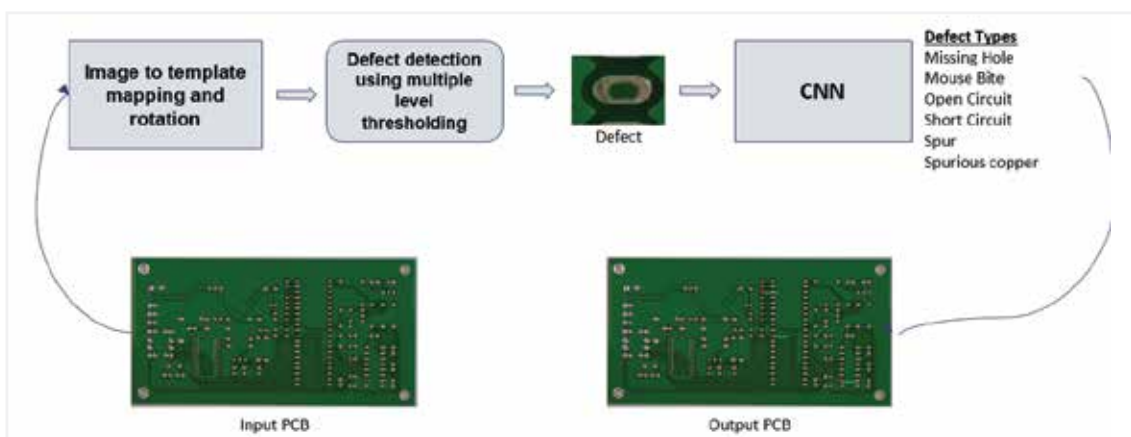 Image to template
mapping and
rotation
Defect detection
using multiple
level
thresholding
Defect
CNN
Defect Types
Missing Hole
Mouse Bite
Open Circuit
Short Circuit
Spur
Spurious copper
Input PCB
Output PCB